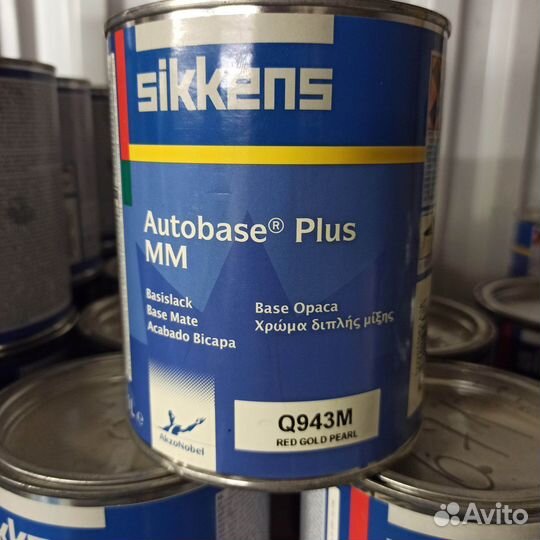 sikkens
Autobase® Plus
MM
Basislack
Base Mate
Acabado Bicapa
Base Opaca
Χρώμα διπλής μίξης
L e
AkzoNobel
Q943M
RED GOLD PEARL
sikkens
Avito